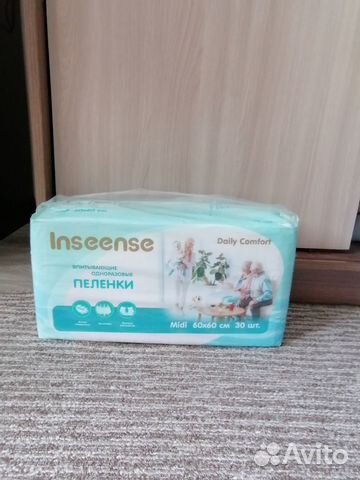 Inseense
Daily Comfort
ВПИТЫВАЮЩИЕ
ОДНОРАЗОВЫЕ
ПЕЛЕНКИ
Midi 60x60 см 30 шт.
Avito